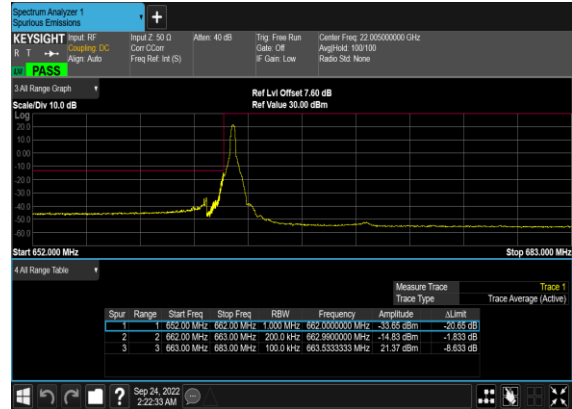 Spectrum Analyzer 1
Spurious Emissions
KEYSIGHT Input: RF Input Z: 50 Ω Atten: 40 dB Trig: Free Run Center Freq: 22.005000000 GHz
R T Coupling: DC Corr CCorr Gate: Off Avg|Hold: 100/100
Align: Auto Freq Ref: Int (S) IF Gain: Low Radio Std: None
PASS
3 All Range Graph
Ref Lvl Offset 7.60 dB
Scale/Div 10.0 dB Ref Value 30.00 dBm
Log
20.0
10.0
0.00
-10.0
-20.0
-30.0
-40.0
-50.0
-60.0
Start 652.000 MHz Stop 683.000 MHz
4 All Range Table
Measure Trace Trace 1
Trace Type Trace Average (Active)
Spur Range Start Freq Stop Freq RBW Frequency Amplitude ΔLimit
1 1 652.00 MHz 662.00 MHz 1.000 MHz 662.0000000 MHz -33.65 dBm -20.65 dB
2 2 662.00 MHz 663.00 MHz 200.0 kHz 662.9900000 MHz -14.83 dBm -1.833 dB
3 3 663.00 MHz 683.00 MHz 100.0 kHz 663.5333333 MHz 21.37 dBm -8.633 dB
? Sep 24, 2022
2:22:33 AM